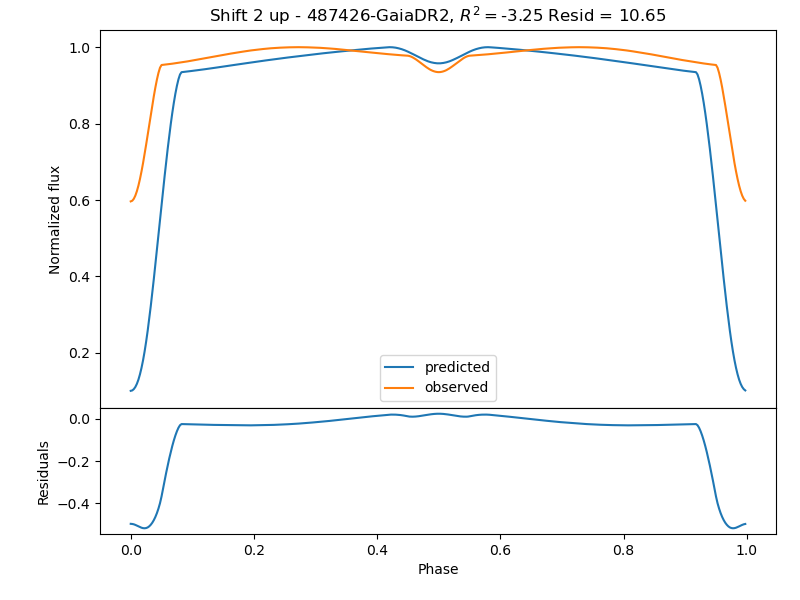 Shift 2 up - 487426-GaiaDR2, R² = -3.25 Resid = 10.65
Normalized flux
1.0
0.8
0.6
0.4
0.2
predicted
observed
Residuals
0.0
−0.2
−0.4
0.0 0.2 0.4 0.6 0.8 1.0
Phase